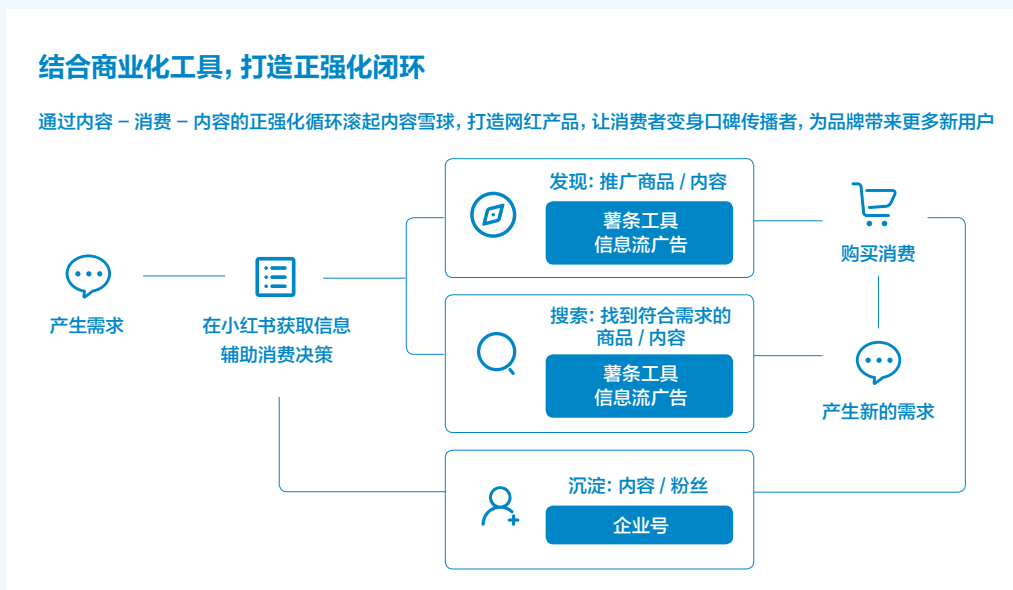 结合商业化工具，打造正强化闭环
通过内容 – 消费 – 内容的正强化循环滚起内容雪球，打造网红产品，让消费者变身口碑传播者，为品牌带来更多新用户
产生需求
在小红书获取信息
辅助消费决策
发现：推广商品 / 内容
薯条工具
信息流广告
搜索：找到符合需求的
商品 / 内容
薯条工具
信息流广告
沉淀：内容 / 粉丝
企业号
购买消费
产生新的需求